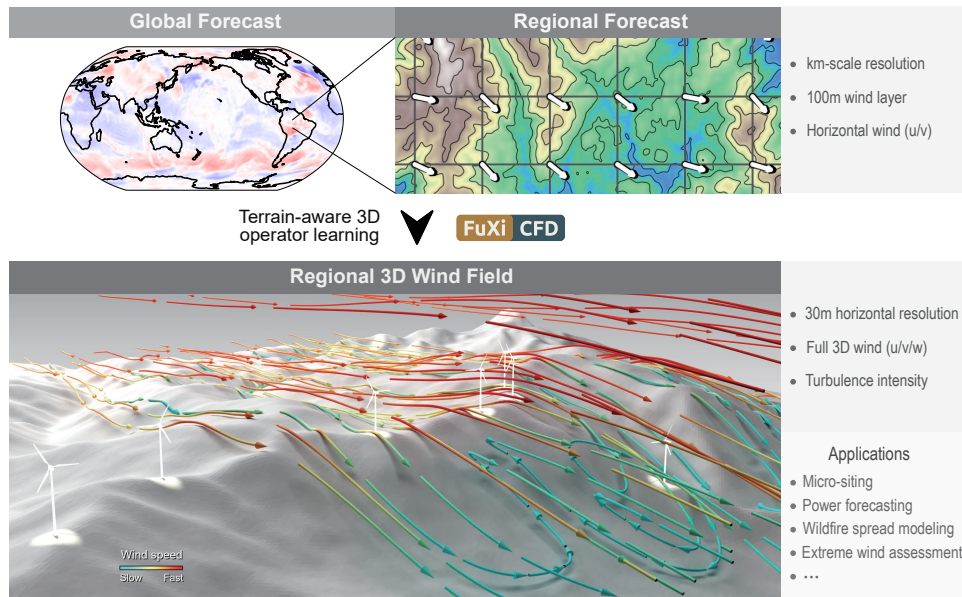 Global Forecast
Regional Forecast
• km-scale resolution
• 100m wind layer
• Horizontal wind (u/v)
Terrain-aware 3D
operator learning
FuXi CFD
Regional 3D Wind Field
• 30m horizontal resolution
• Full 3D wind (u/v/w)
• Turbulence intensity
Wind speed
Slow Fast
Applications
• Micro-siting
• Power forecasting
• Wildfire spread modeling
• Extreme wind assessment
• ...